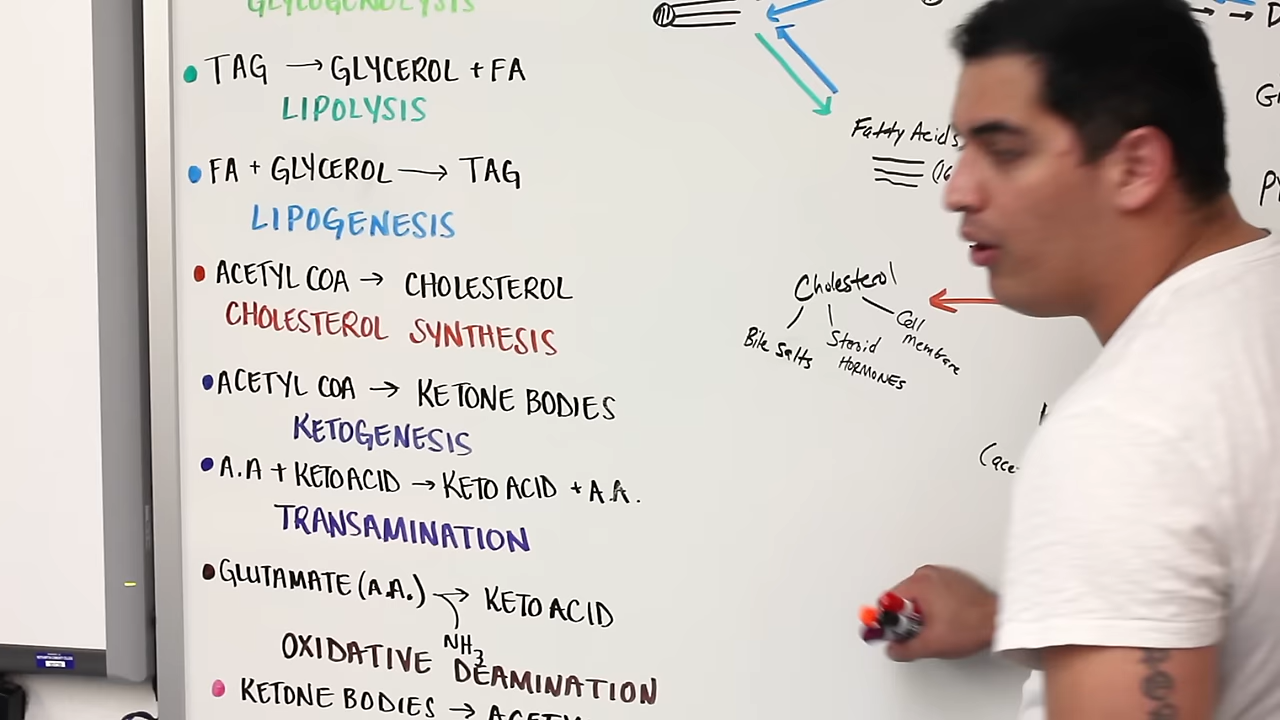 GLYCOGENOLYSIS
TAG → GLYCEROL + FA
LIPOLYSIS
FA + GLYCEROL → TAG
LIPOGENESIS
ACETYL COA → CHOLESTEROL
CHOLESTEROL SYNTHESIS
ACETYL COA → KETONE BODIES
KETOGENESIS
A.A + KETO ACID → KETO ACID + A.A.
TRANSAMINATION
GLUTAMATE (A.A.) → KETO ACID
NH3
OXIDATIVE DEAMINATION
KETONE BODIES →
Fatty Acids
Cholesterol
Bile Salts
Steroid
HORMONES
Cell
Membrane